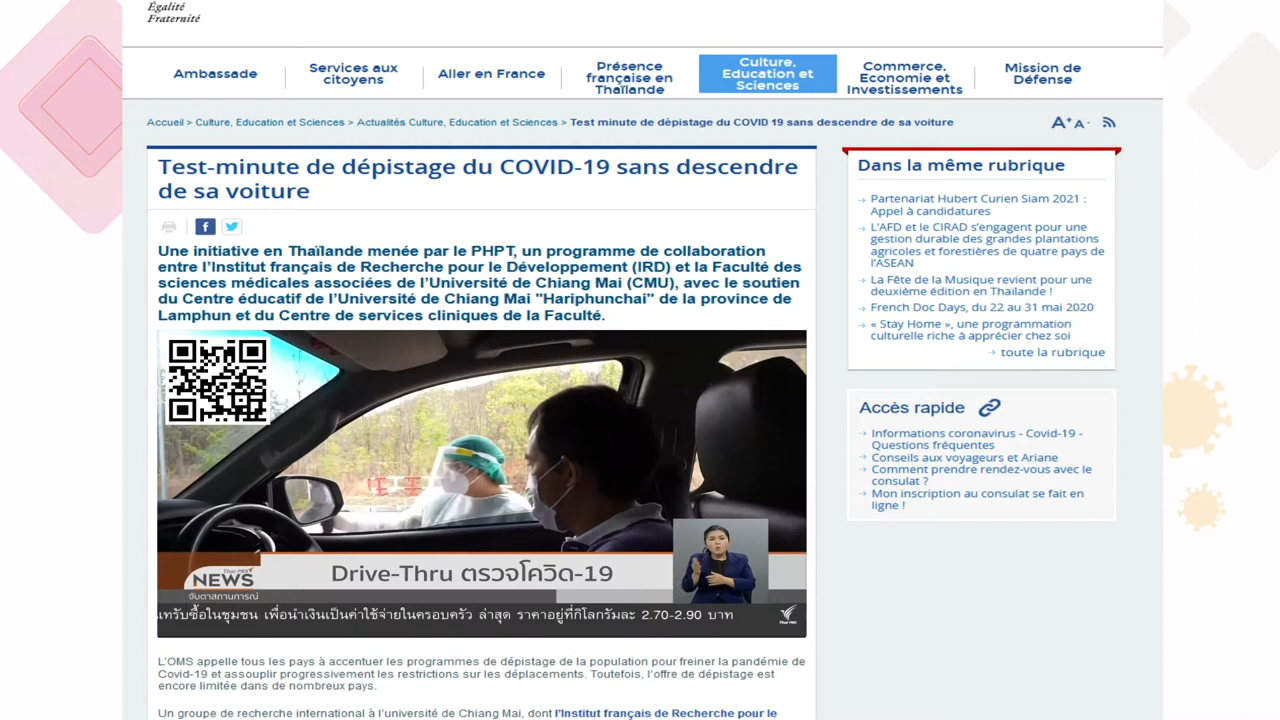 Égalité
Fraternité
Ambassade
Services aux
citoyens
Aller en France
Présence
française en
Thaïlande
Culture,
Education et
Sciences
Commerce,
Economie et
Investissements
Mission de
Défense
Accueil > Culture, Education et Sciences > Actualités Culture, Education et Sciences > Test minute de dépistage du COVID 19 sans descendre de sa voiture
A+ A-
Test-minute de dépistage du COVID-19 sans descendre
de sa voiture
Une initiative en Thaïlande menée par le PHPT, un programme de collaboration
entre l'Institut français de Recherche pour le Développement (IRD) et la Faculté des
sciences médicales associées de l'Université de Chiang Mai (CMU), avec le soutien
du Centre éducatif de l'Université de Chiang Mai "Hariphunchai" de la province de
Lamphun et du Centre de services cliniques de la Faculté.
Thai PBS
NEWS
จับตาสถานการณ์
Drive-Thru ตรวจโควิด-19
แทรับซื้อในชุมชน เพื่อนำเงินเป็นค่าใช้จ่ายในครอบครัว ล่าสุด ราคาอยู่ที่กิโลกรัมละ 2.70-2.90 บาท
Thai PBS
L'OMS appelle tous les pays à accentuer les programmes de dépistage de la population pour freiner la pandémie de
Covid-19 et assouplir progressivement les restrictions sur les déplacements. Toutefois, l'offre de dépistage est
encore limitée dans de nombreux pays.
Un groupe de recherche international à l'université de Chiang Mai, dont l'Institut français de Recherche pour le
Dans la même rubrique
Partenariat Hubert Curien Siam 2021 :
Appel à candidatures
L'AFD et le CIRAD s'engagent pour une
gestion durable des grandes plantations
agricoles et forestières de quatre pays de
l'ASEAN
La Fête de la Musique revient pour une
deuxième édition en Thaïlande !
French Doc Days, du 22 au 31 mai 2020
« Stay Home », une programmation
culturelle riche à apprécier chez soi
toute la rubrique
Accès rapide
Informations coronavirus - Covid-19 -
Questions fréquentes
Conseils aux voyageurs et Ariane
Comment prendre rendez-vous avec le
consulat ?
Mon inscription au consulat se fait en
ligne !